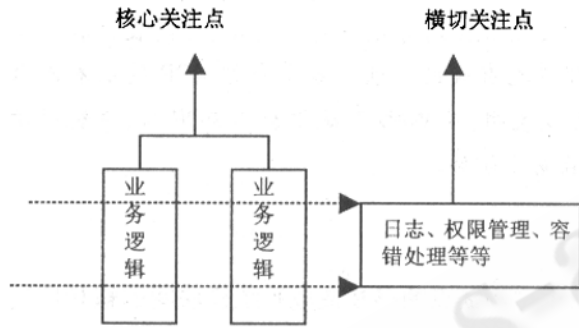 核心关注点
横切关注点
业务逻辑
业务逻辑
日志、权限管理、容
错处理等等